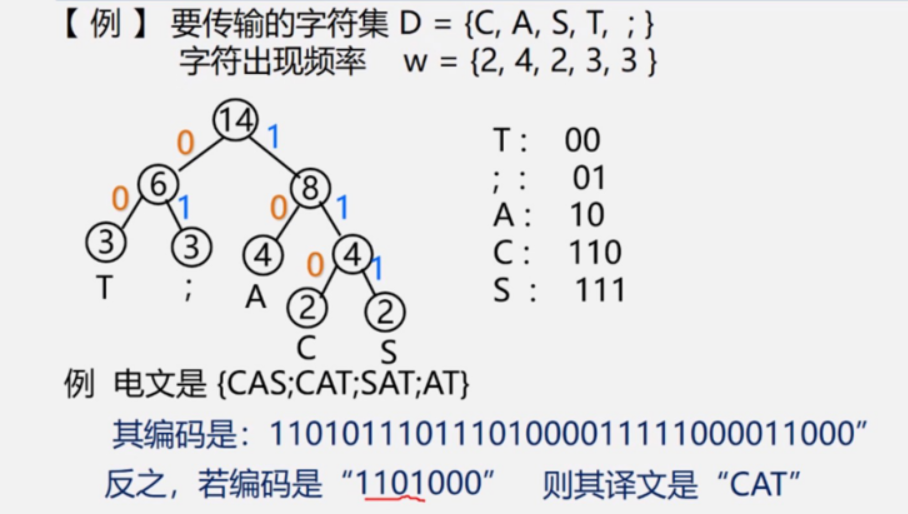 【 例 】 要传输的字符集 D = {C, A, S, T, ; }
字符出现频率 w = {2, 4, 2, 3, 3 }
14
0 1
6 8
0 1 0 1
3 3 4 4
0 1
T ; A 2 2
C S
T : 00
; : 01
A : 10
C : 110
S : 111
例 电文是 {CAS;CAT;SAT;AT}
其编码是：11010111011101000011111000011000”
反之，若编码是“1101000” 则其译文是“CAT”